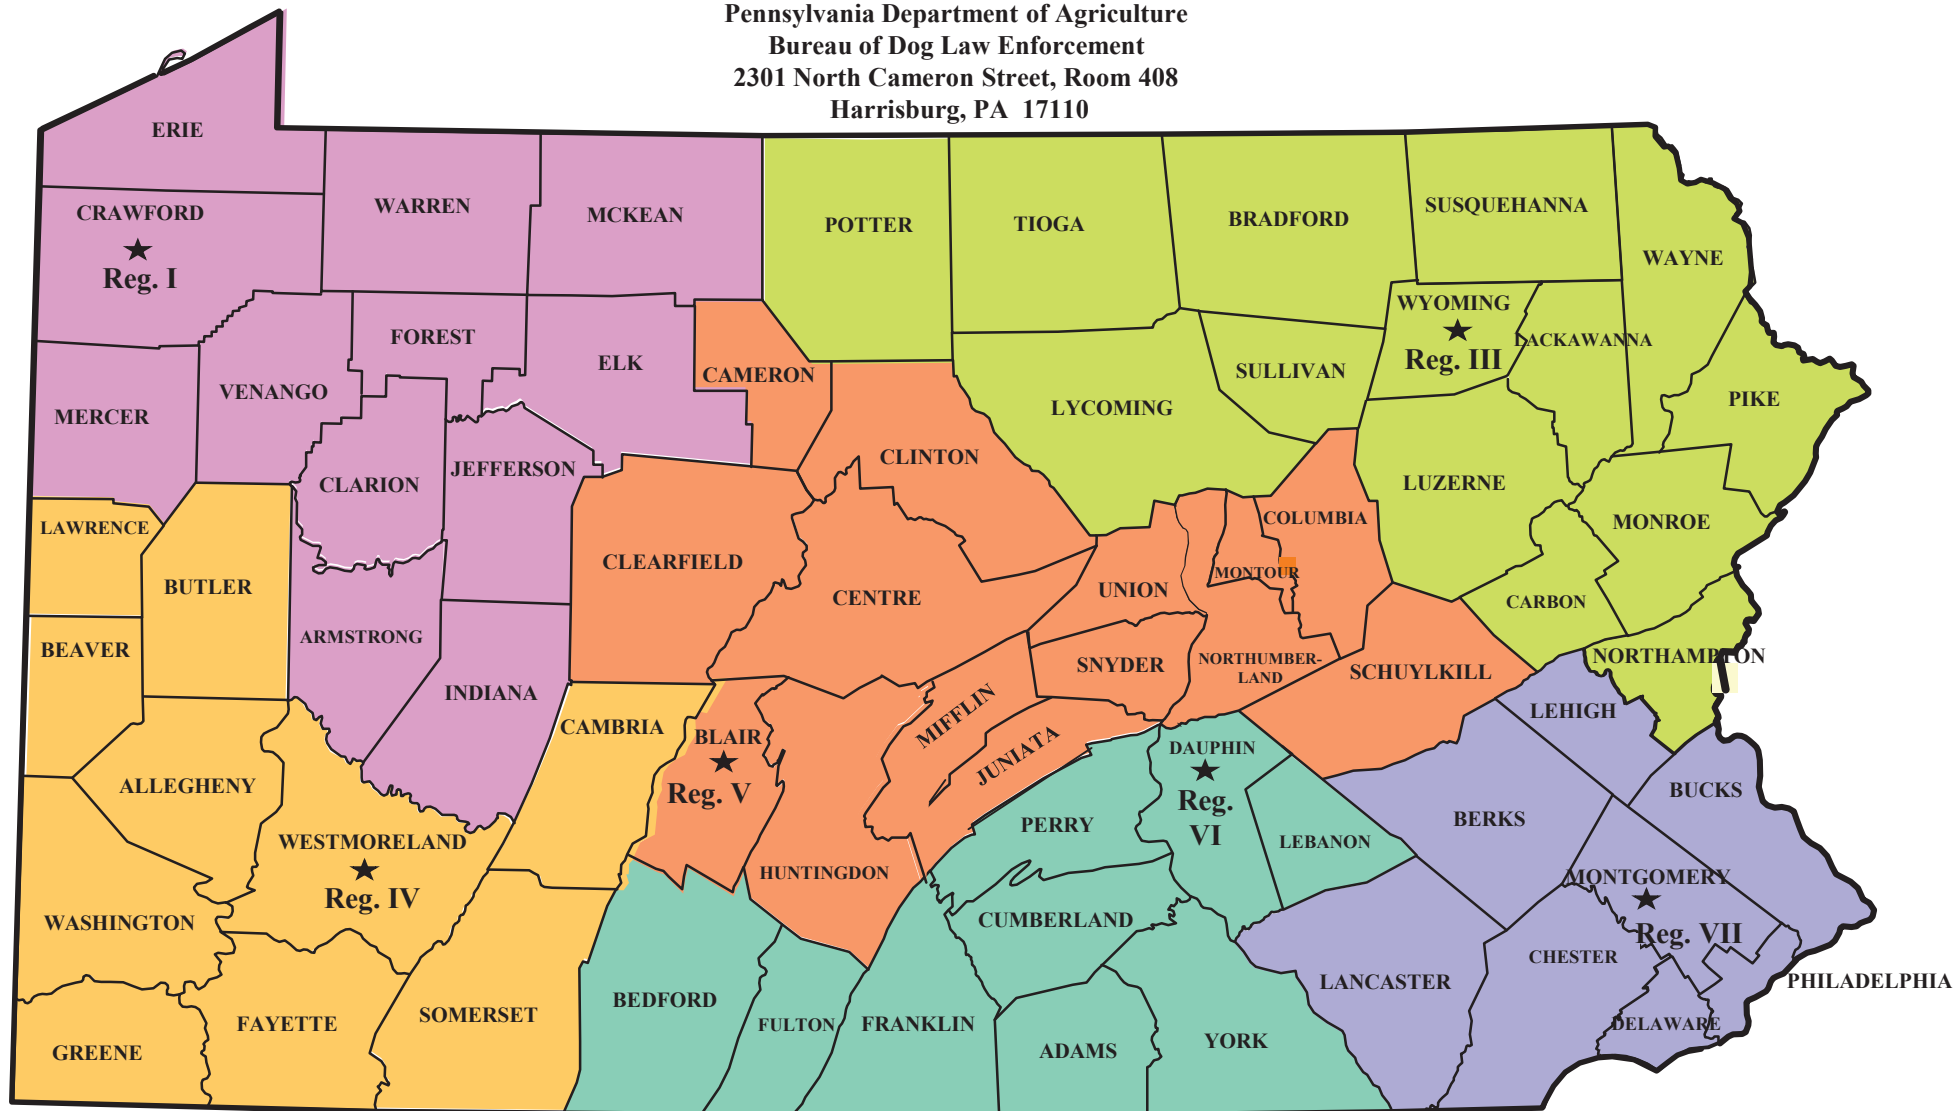 Pennsylvania Department of Agriculture
Bureau of Dog Law Enforcement
2301 North Cameron Street, Room 408
Harrisburg, PA 17110
ERIE
CRAWFORD
Reg. I
WARREN
MCKEAN
POTTER
TIOGA
BRADFORD
SUSQUEHANNA
WAYNE
WYOMING
Reg. III
LACKAWANNA
FOREST
ELK
CAMERON
SULLIVAN
VENANGO
MERCER
LYCOMING
PIKE
CLINTON
JEFFERSON
CLARION
LUZERNE
LAWRENCE
COLUMBIA
MONROE
CLEARFIELD
BUTLER
MONTOUR
UNION
CENTRE
CARBON
ARMSTRONG
BEAVER
NORTHAMPTON
SNYDER
NORTHUMBER-
LAND
SCHUYLKILL
INDIANA
LEHIGH
MIFFLIN
CAMBRIA
BLAIR
Reg. V
JUNIATA
DAUPHIN
Reg.
VI
ALLEGHENY
BUCKS
PERRY
BERKS
WESTMORELAND
Reg. IV
LEBANON
HUNTINGDON
MONTGOMERY
Reg. VII
WASHINGTON
CUMBERLAND
CHESTER
LANCASTER
PHILADELPHIA
BEDFORD
SOMERSET
FAYETTE
FULTON
FRANKLIN
DELAWARE
YORK
ADAMS
GREENE